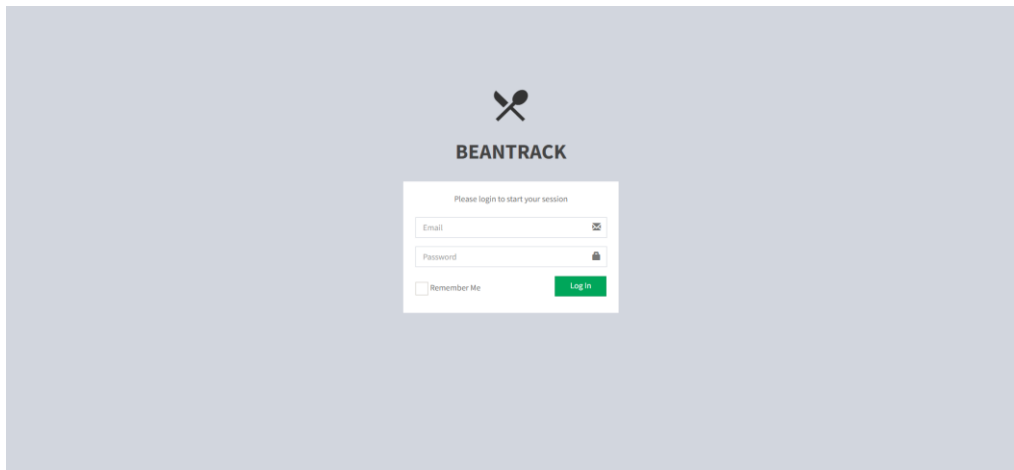 BEANTRACK
Please login to start your session
Email
Password
Remember Me
Log In